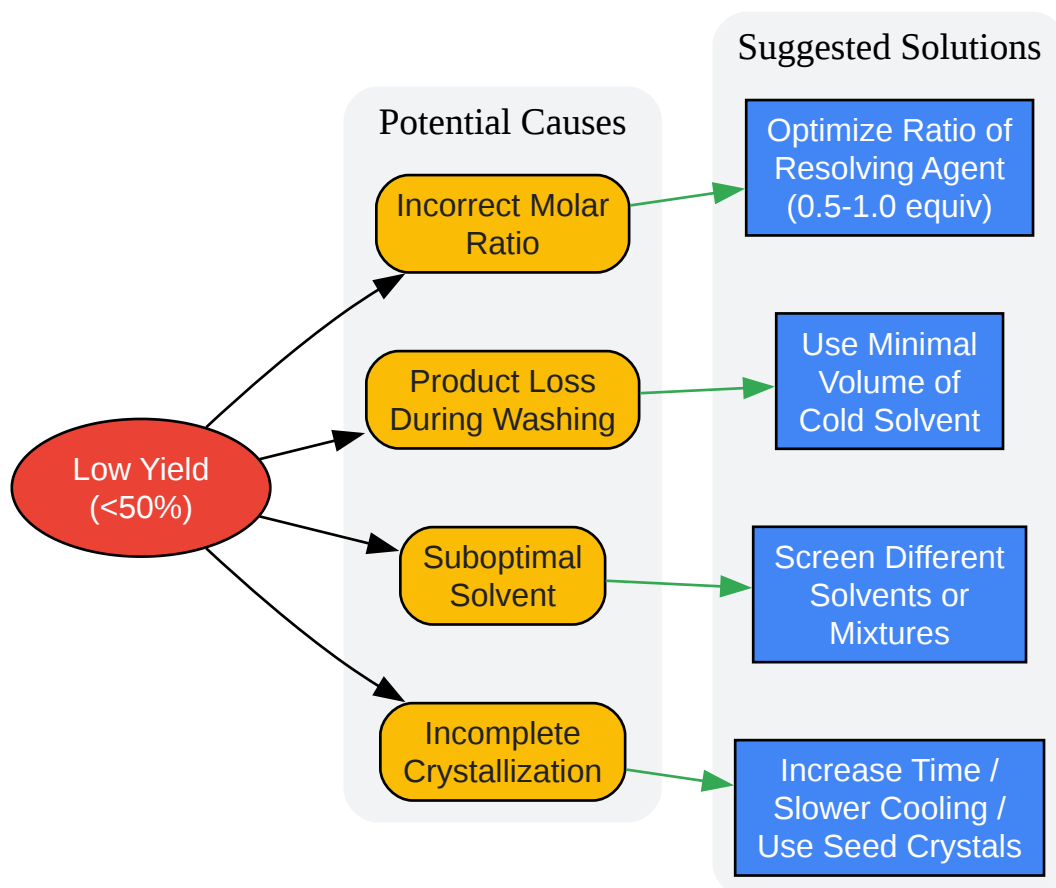 Low Yield
(<50%)
Potential Causes
Incorrect Molar
Ratio
Product Loss
During Washing
Suboptimal
Solvent
Incomplete
Crystallization
Suggested Solutions
Optimize Ratio of
Resolving Agent
(0.5-1.0 equiv)
Use Minimal
Volume of
Cold Solvent
Screen Different
Solvents or
Mixtures
Increase Time /
Slower Cooling /
Use Seed Crystals